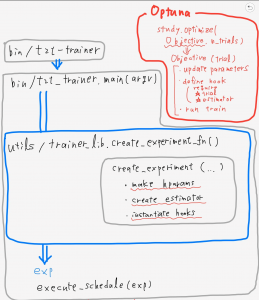 Optuna
study.optimize(
Objective, n_trials)
Objective (trial)
· update parameters
· define hook
require
★ trial
★ estimator
· run train
bin / t2t-trainer
bin / t2t_trainer.main(argv)
utils / trainer_lib.create_experiment_fn()
create_experiment (...)
· make hparams
· create estimator
· instantiate hooks
exp
execute_schedule (exp)